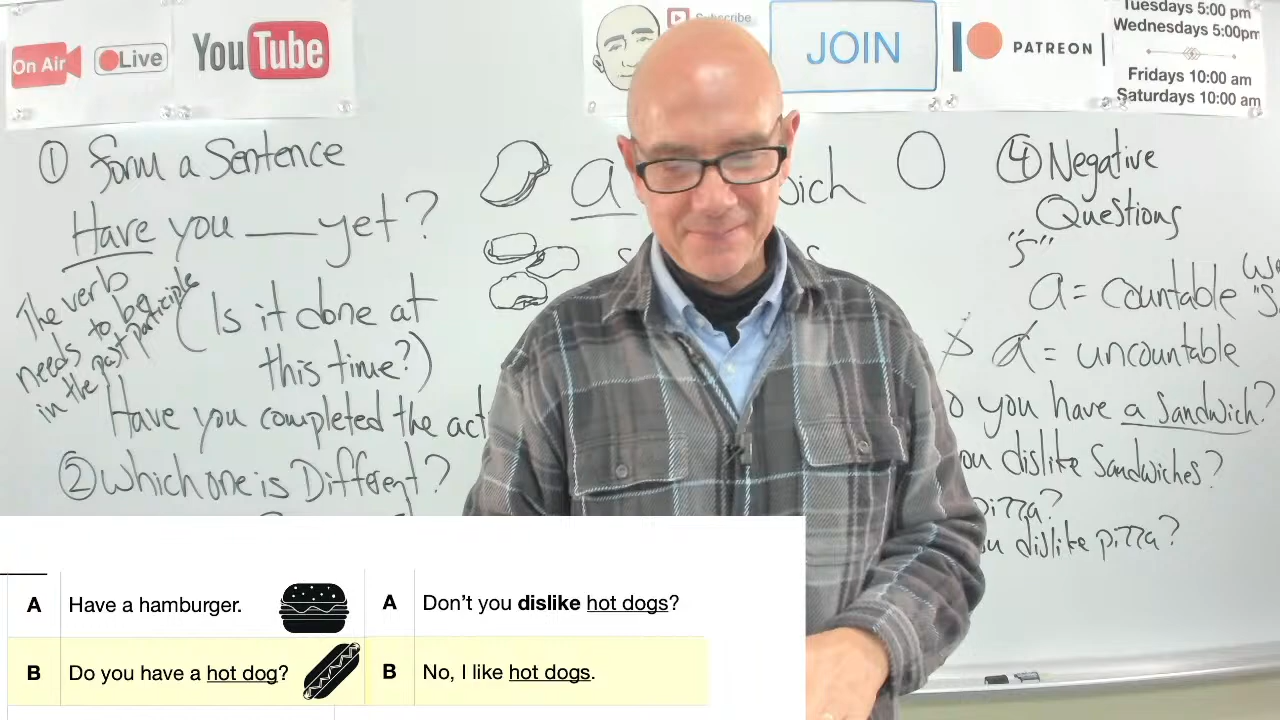 On Air
Live
YouTube
Subscribe
JOIN
PATREON
Tuesdays 5:00 pm
Wednesdays 5:00pm
Fridays 10:00 am
Saturdays 10:00 am
① Form a Sentence
Have you ___ yet?
The verb
needs to be
in the past participle
(Is it done at
this time?)
Have you completed the act
② Which one is Different?
a
④ Negative
Questions
"s"
a = countable
"s
a = uncountable
you have a sandwich?
dislike Sandwiches?
pizza?
dislike pizza?
A Have a hamburger.
B Do you have a hot dog?
A Don't you dislike hot dogs?
B No, I like hot dogs.